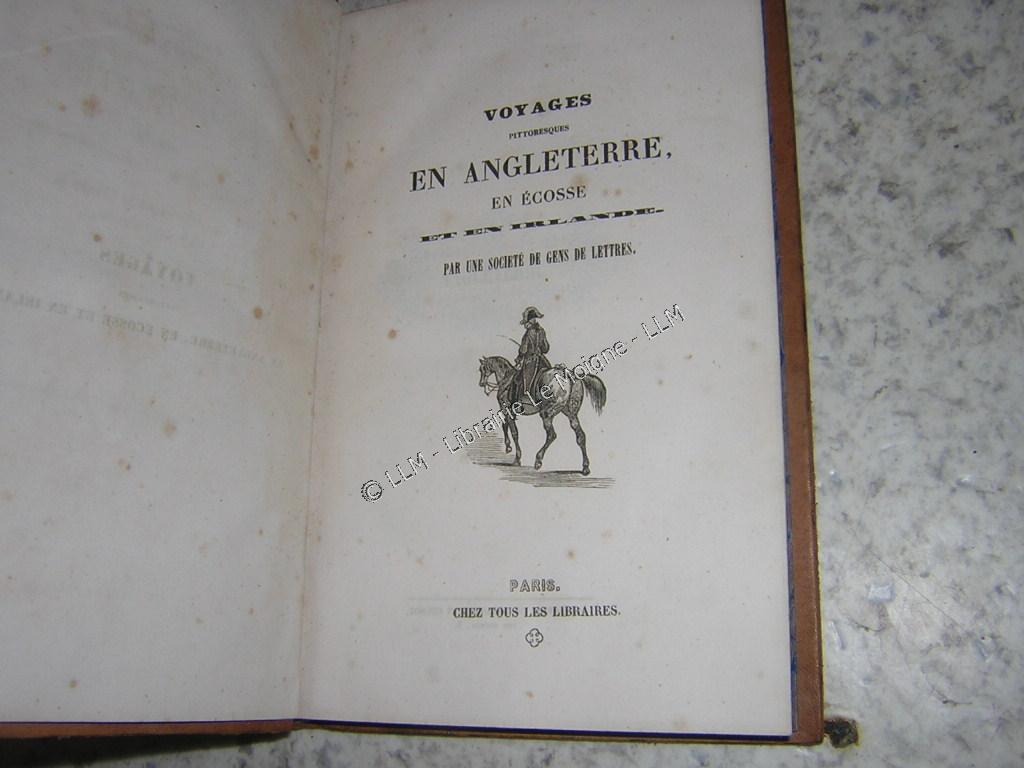 VOYAGES
PITTORESQUES
EN ANGLETERRE,
EN ÉCOSSE
ET EN IRLANDE.
PAR UNE SOCIETÉ DE GENS DE LETTRES.
© LLM - Librairie Le Moigne - LLM
PARIS.
CHEZ TOUS LES LIBRAIRES.